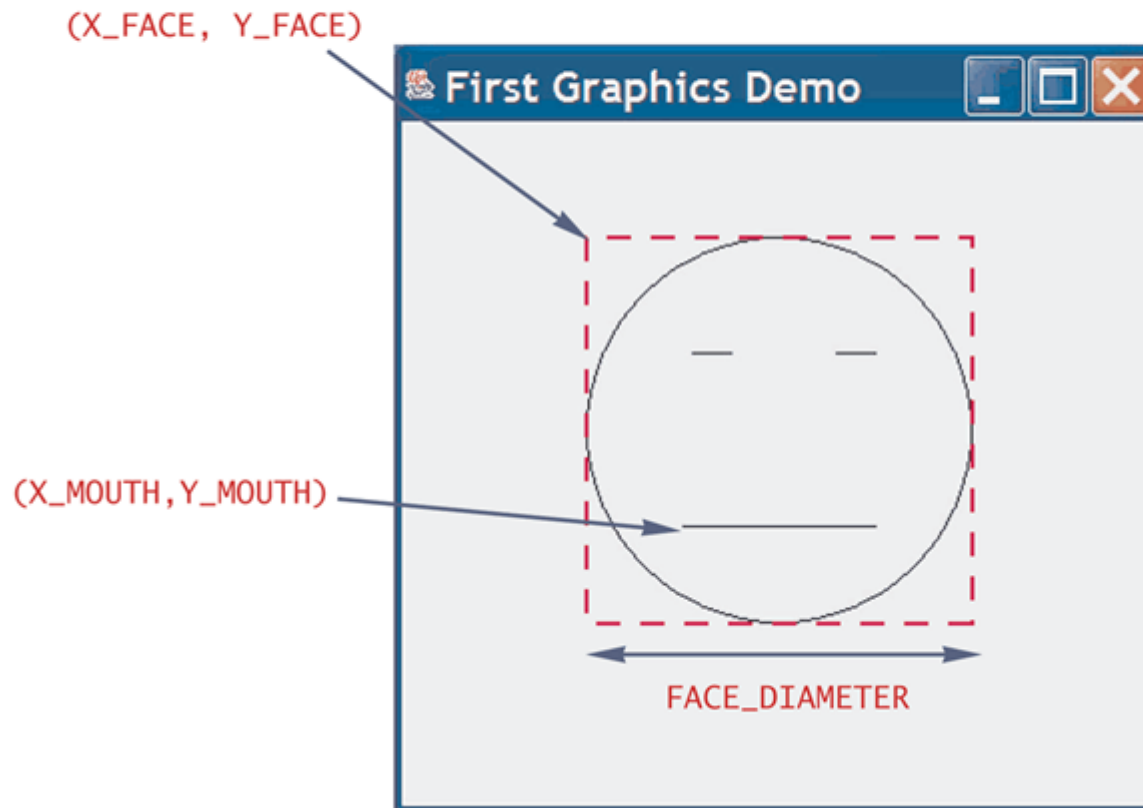 (X_FACE, Y_FACE)
First Graphics Demo
(X_MOUTH,Y_MOUTH)
FACE_DIAMETER